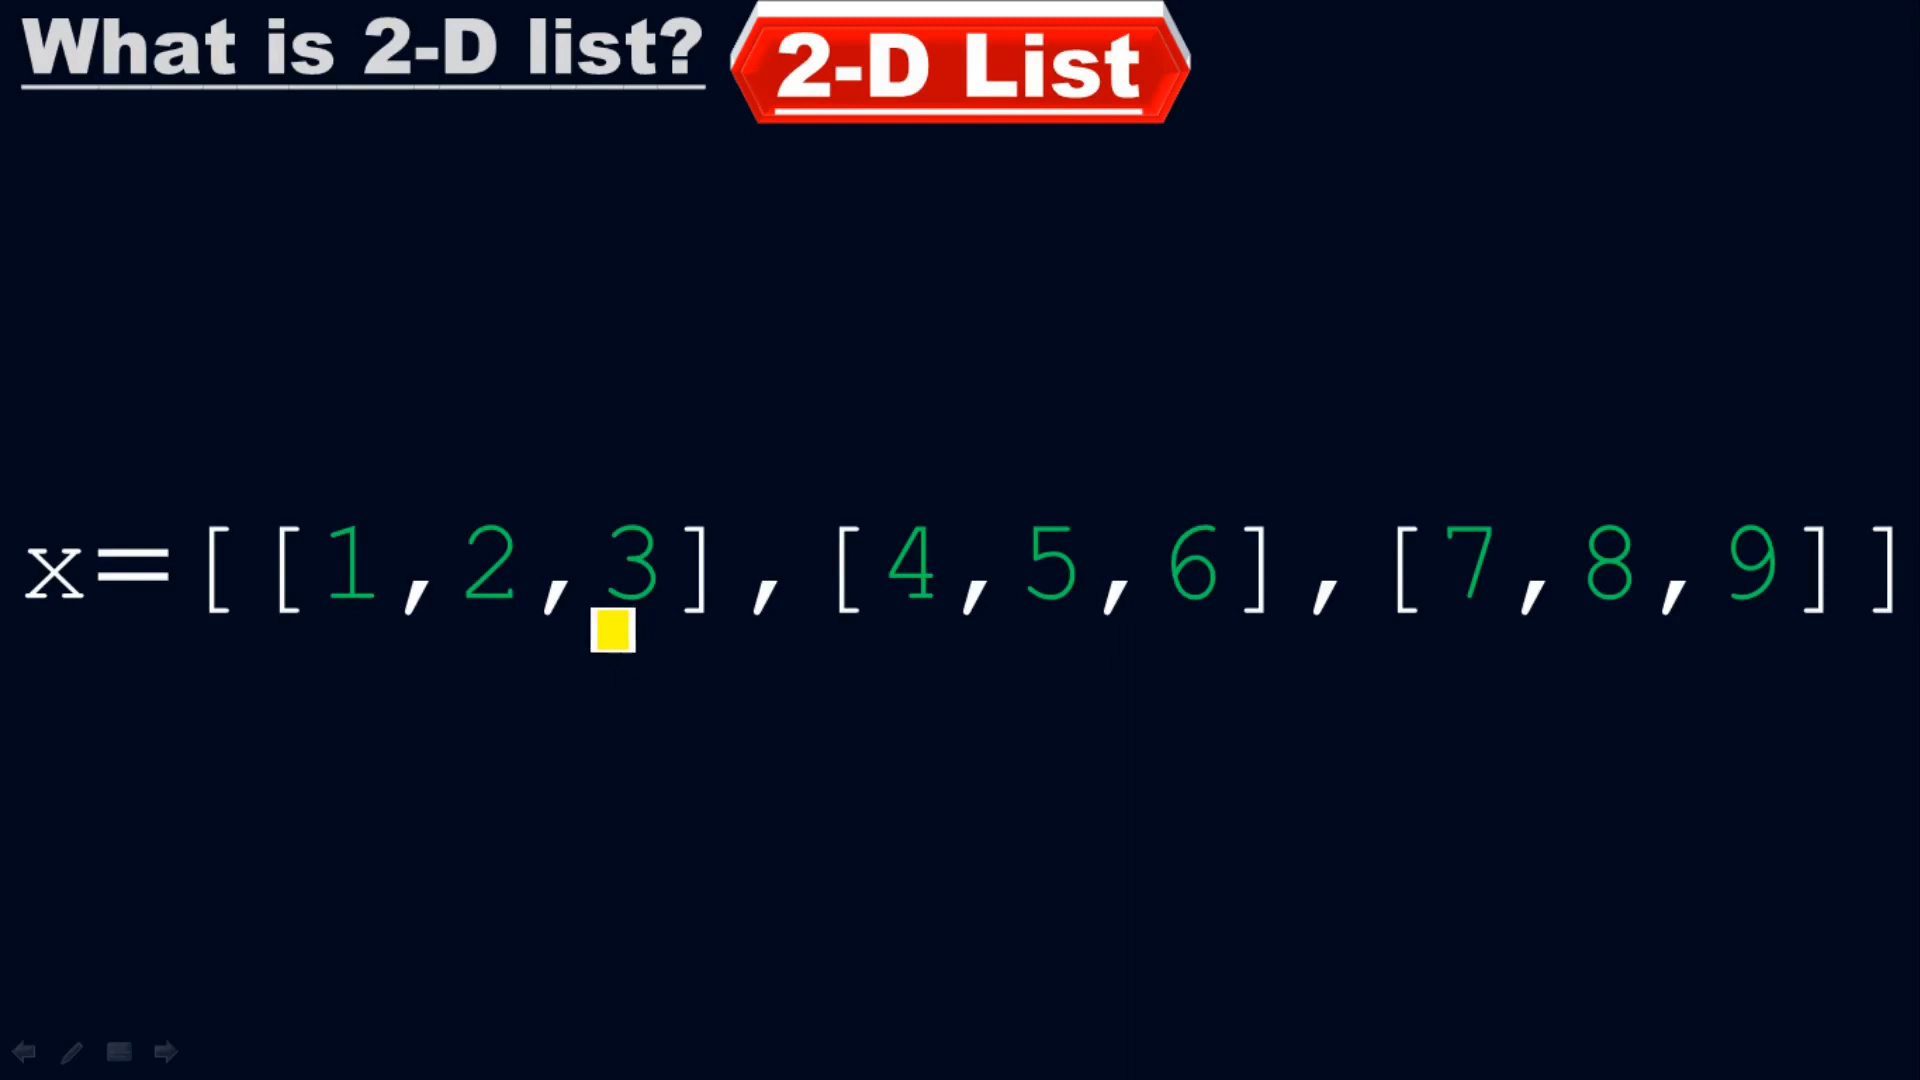 What is 2-D list?
2-D List
x=[[1,2,3],[4,5,6],[7,8,9]]